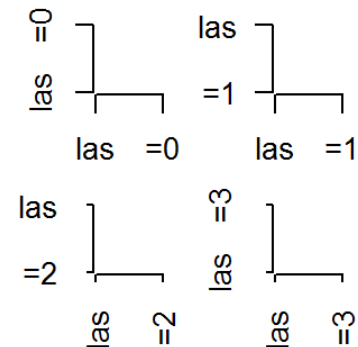 las =0
las =0
las
=1
las =1
las
=2
las =2
las =3
las =3